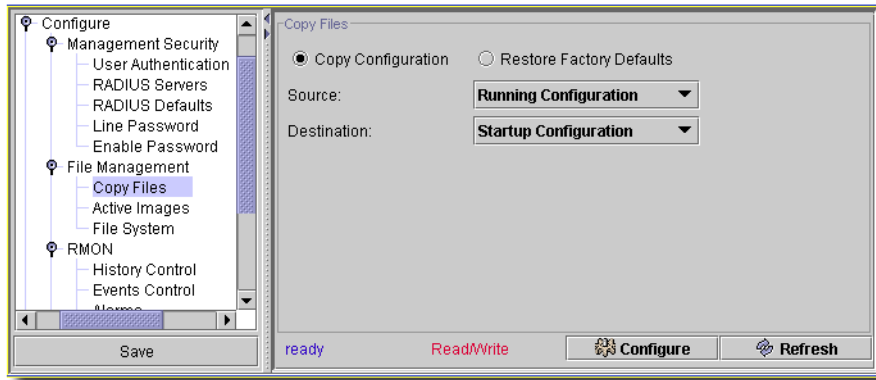 Configure
Management Security
User Authentication
RADIUS Servers
RADIUS Defaults
Line Password
Enable Password
File Management
Copy Files
Active Images
File System
RMON
History Control
Events Control
Save
Copy Files
Copy Configuration Restore Factory Defaults
Source: Running Configuration
Destination: Startup Configuration
ready Read/Write Configure Refresh